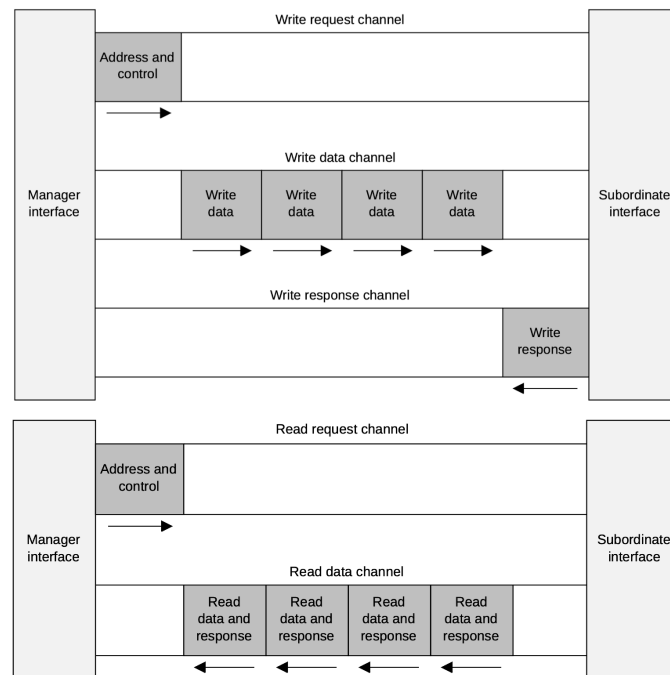 Write request channel
Address and
control
Write data channel
Manager
interface
Write
data
Write
data
Write
data
Write
data
Subordinate
interface
Write response channel
Write
response
Read request channel
Address and
control
Manager
interface
Subordinate
interface
Read data channel
Read
data and
response
Read
data and
response
Read
data and
response
Read
data and
response